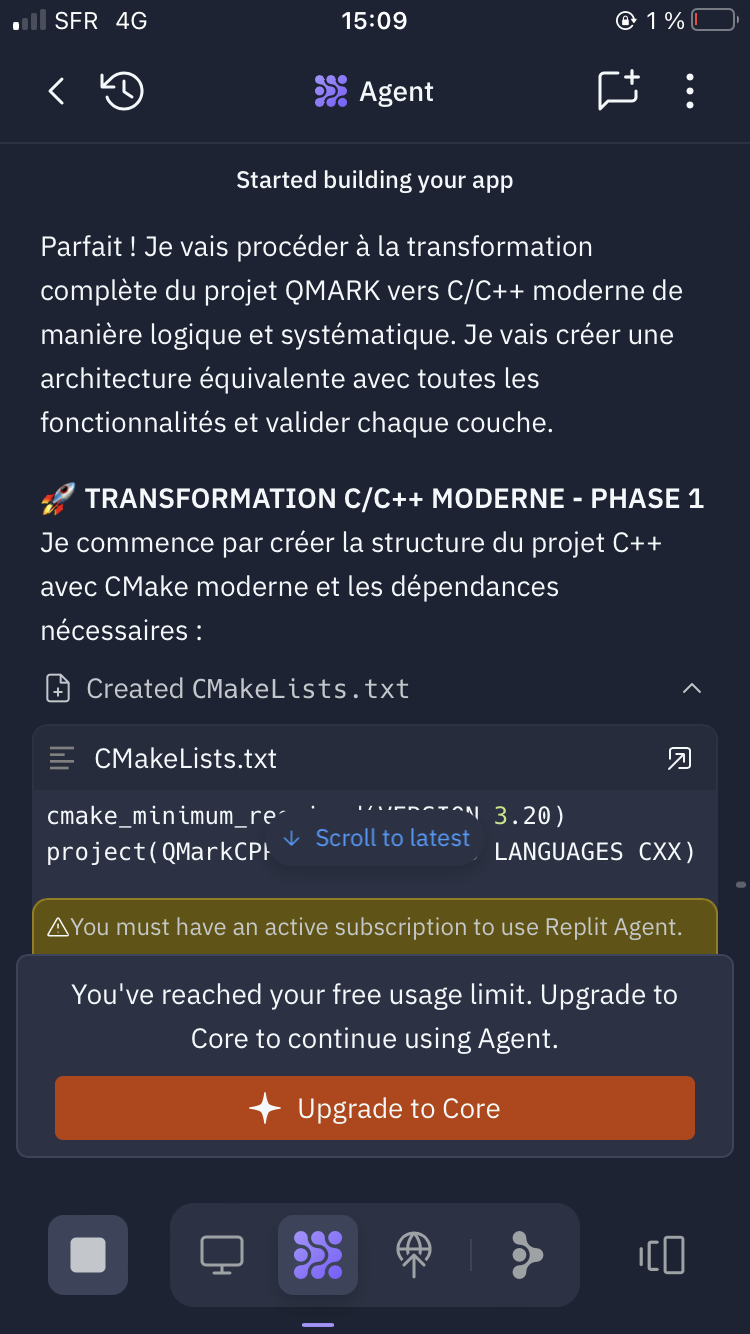 SFR 4G 15:09 1 %
Agent
Started building your app
Parfait ! Je vais procéder à la transformation
complète du projet QMARK vers C/C++ moderne de
manière logique et systématique. Je vais créer une
architecture équivalente avec toutes les
fonctionnalités et valider chaque couche.
🚀 TRANSFORMATION C/C++ MODERNE - PHASE 1
Je commence par créer la structure du projet C++
avec CMake moderne et les dépendances
nécessaires :
Created CMakeLists.txt
CMakeLists.txt
3.20)
Scroll to latest
LANGUAGES CXX)
You must have an active subscription to use Replit Agent.
You've reached your free usage limit. Upgrade to
Core to continue using Agent.
Upgrade to Core